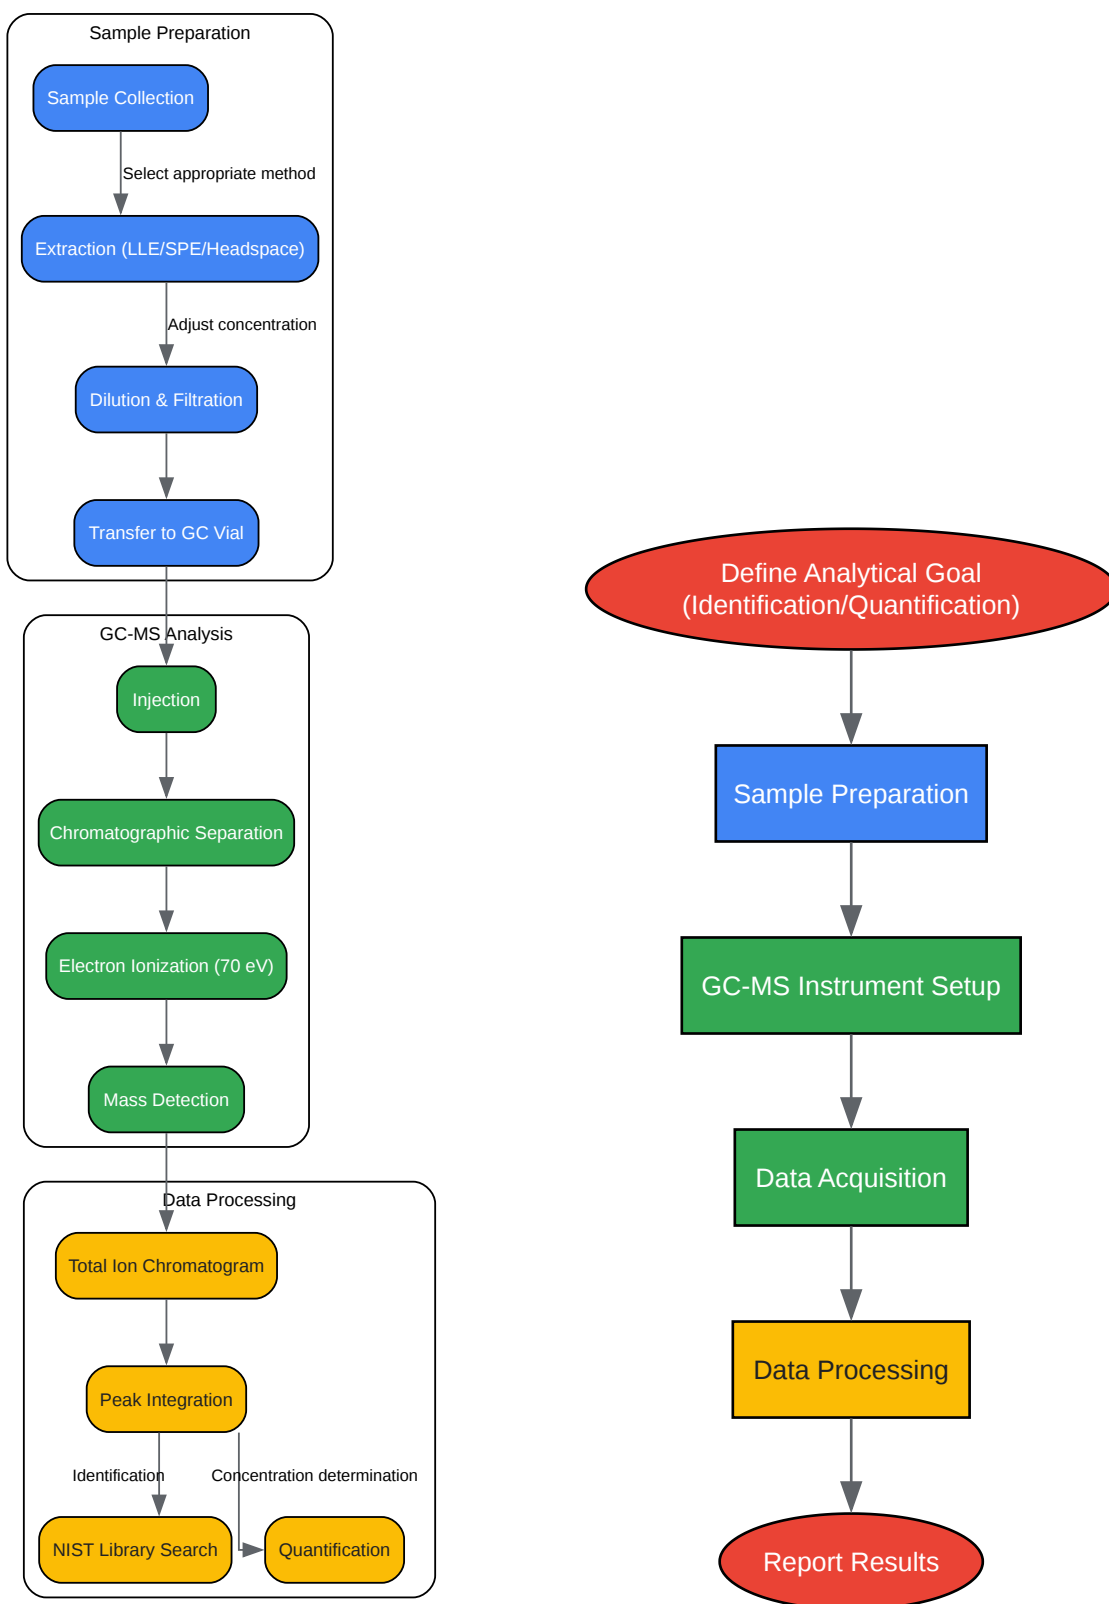 Sample Preparation
Sample Collection
Select appropriate method
Extraction (LLE/SPE/Headspace)
Adjust concentration
Dilution & Filtration
Transfer to GC Vial
GC-MS Analysis
Injection
Chromatographic Separation
Electron Ionization (70 eV)
Mass Detection
Data Processing
Total Ion Chromatogram
Peak Integration
Identification
Concentration determination
NIST Library Search
Quantification
Define Analytical Goal
(Identification/Quantification)
Sample Preparation
GC-MS Instrument Setup
Data Acquisition
Data Processing
Report Results